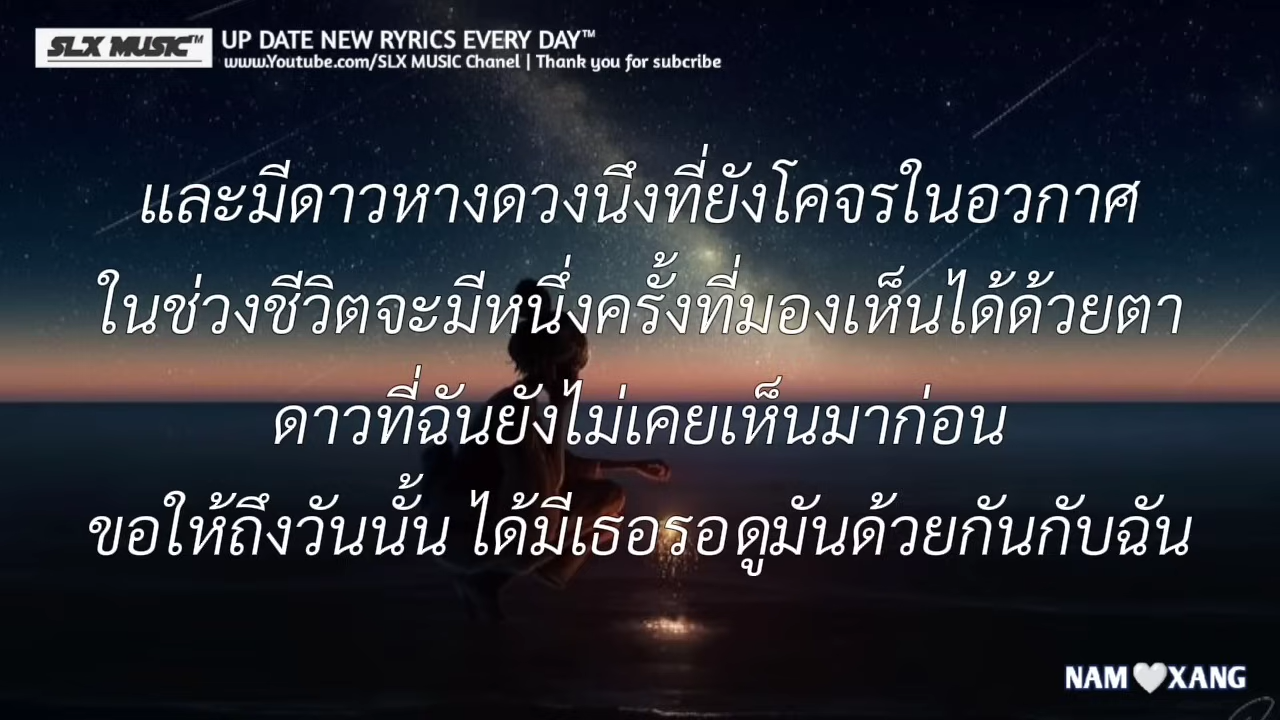 SLX MUSIC™
UP DATE NEW RYRICS EVERY DAY™
www.Youtube.com/SLX MUSIC Chanel | Thank you for subcribe
และมีดาวหางดวงนึงที่ยังโคจรในอวกาศ
ในช่วงชีวิตจะมีหนึ่งครั้งที่มองเห็นได้ด้วยตา
ดาวที่ฉันยังไม่เคยเห็นมาก่อน
ขอให้ถึงวันนั้น ได้มีเธอรอดูมันด้วยกันกับฉัน
NAM🤍XANG